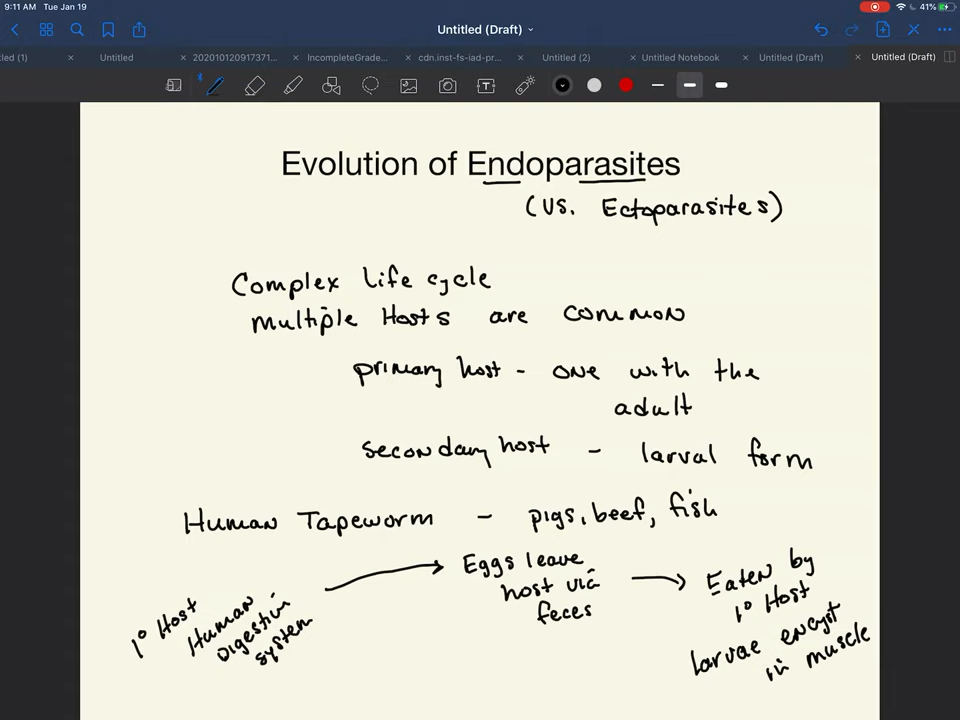 9:11 AM Tue Jan 19
41%
Untitled (Draft)
led (1)
Untitled
202010120917371...
IncompleteGrade...
cdn.inst-fs-iad-pr...
Untitled (2)
Untitled Notebook
Untitled (Draft)
Untitled (Draft)
Evolution of Endoparasites
(vs. Ectoparasites)
Complex life cycle
multiple Hosts are common
primary host - one with the
adult
secondary host - larval form
Human Tapeworm - pigs, beef, fish
1° Host
Human
Digestive
system
Eggs leave
host via
feces
Eaten by
1° Host
larvae encyst
in muscle